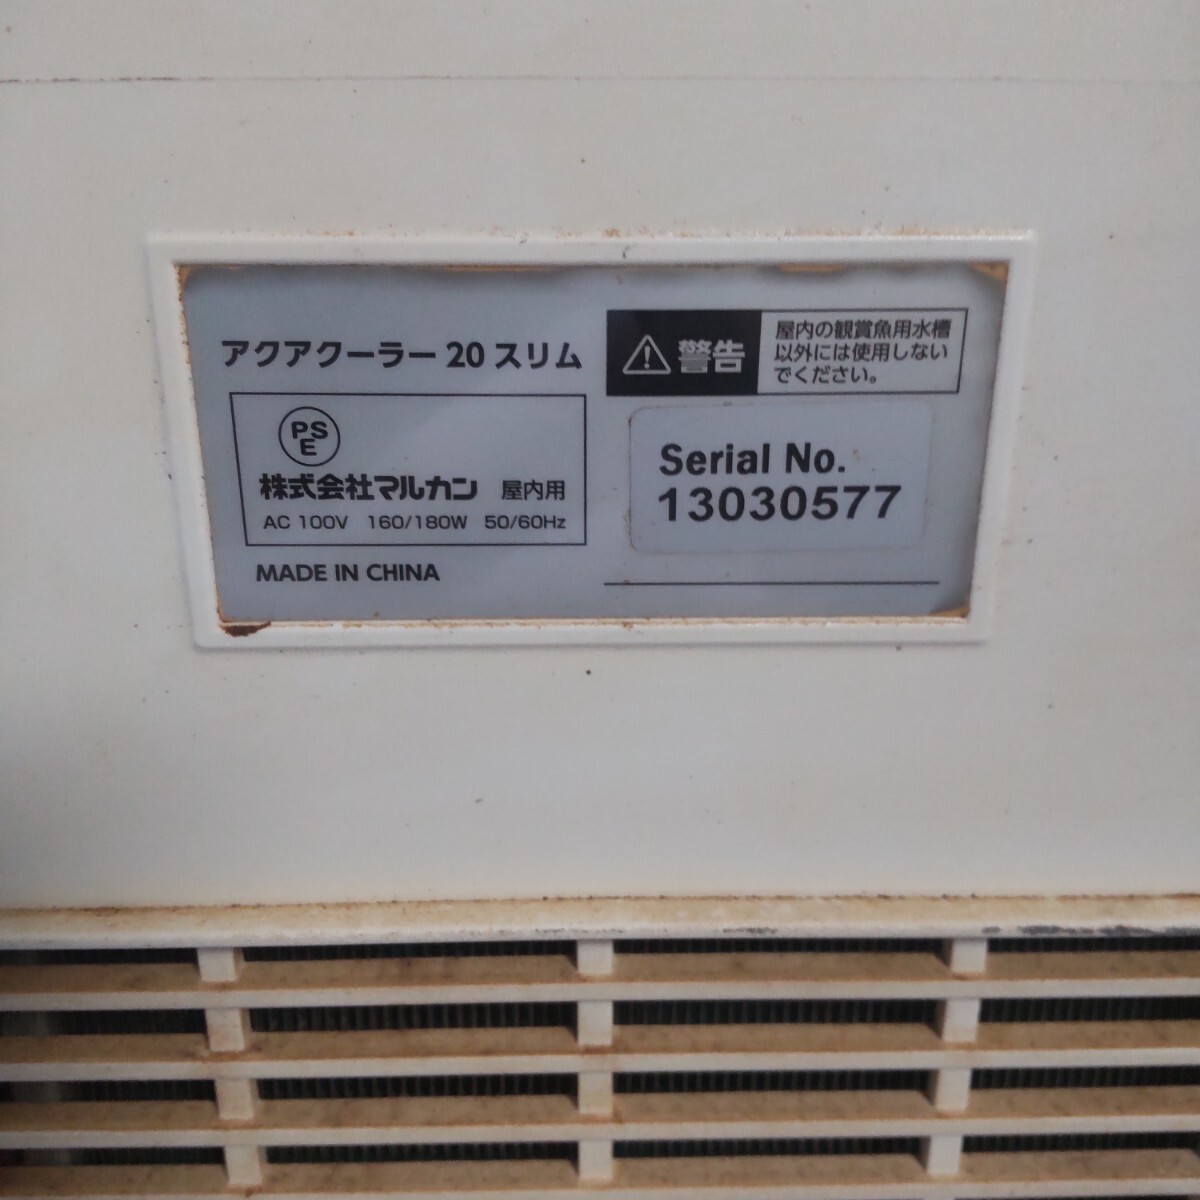 アクアクーラー 20 スリム
PS
E
株式会社マルカン 屋内用
AC 100V 160/180W 50/60Hz
MADE IN CHINA
警告
屋内の観賞魚用水槽
以外には使用しない
でください。
Serial No.
13030577